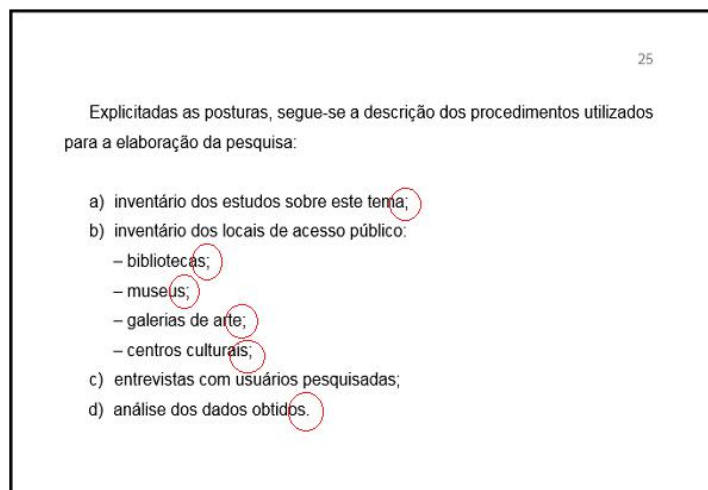 25
Explicitadas as posturas, segue-se a descrição dos procedimentos utilizados
para a elaboração da pesquisa:
a) inventário dos estudos sobre este tema;
b) inventário dos locais de acesso público:
– bibliotecas;
– museus;
– galerias de arte;
– centros culturais;
c) entrevistas com usuários pesquisadas;
d) análise dos dados obtidos.